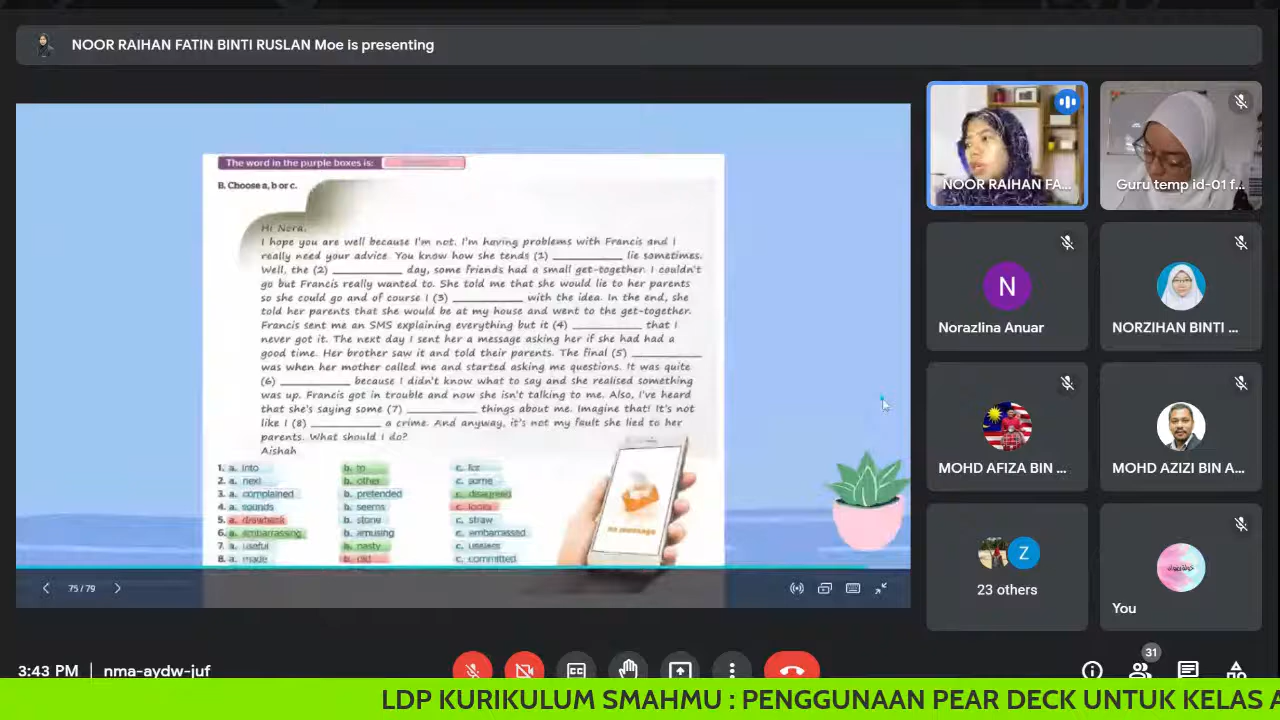 NOOR RAIHAN FATIN BINTI RUSLAN Moe is presenting
The word in the purple boxes is:
B. Choose a, b or c.
Hi Nora,
I hope you are well because I'm not. I'm having problems with Francis and I
really need your advice. You know how she tends (1) __________ lie sometimes.
Well, the (2) __________ day, some friends had a small get-together. I couldn't
go but Francis really wanted to. She told me that she would lie to her parents
so she could go and of course I (3) __________ with the idea. In the end, she
told her parents that she would be at my house and went to the get-together.
Francis sent me an SMS explaining everything but it (4) __________ that I
never got it. The next day I sent her a message asking her if she had had a
good time. Her brother saw it and told their parents. The final (5) __________
was when her mother called me and started asking me questions. It was quite
(6) __________ because I didn't know what to say and she realised something
was up. Francis got in trouble and now she isn't talking to me. Also, I've heard
that she's saying some (7) __________ things about me. Imagine that! It's not
like I (8) __________ a crime. And anyway, it's not my fault she lied to her
parents. What should I do?
Aishah
1. a. into b. to c. for
2. a. next b. other c. same
3. a. complained b. pretended c. disagreed
4. a. sounds b. seems c. looks
5. a. drawback b. stone c. straw
6. a. embarrassing b. amusing c. embarrassed
7. a. useful b. nasty c. useless
8. a. made b. did c. committed
no message
75 / 79
NOOR RAIHAN FA...
Guru temp id-01 f...
N
Norazlina Anuar
NORZIHAN BINTI ...
MOHD AFIZA BIN ...
MOHD AZIZI BIN A...
Z
23 others
You
3:43 PM | nma-aydw-juf
CC
31
LDP KURIKULUM SMAHMU : PENGGUNAAN PEAR DECK UNTUK KELAS A